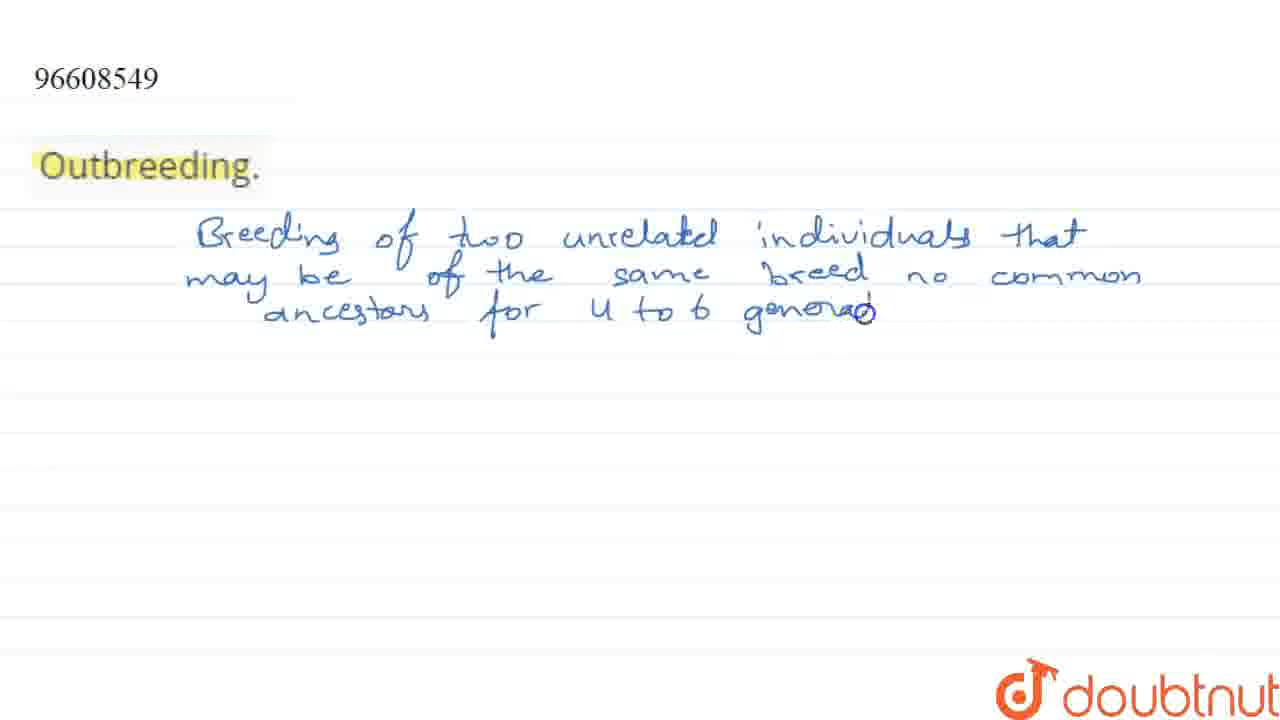 96608549
Outbreeding.
Breeding of two unrelated individuals that
may be of the same breed no common
ancestors for 4 to 6 generat
doubtnut